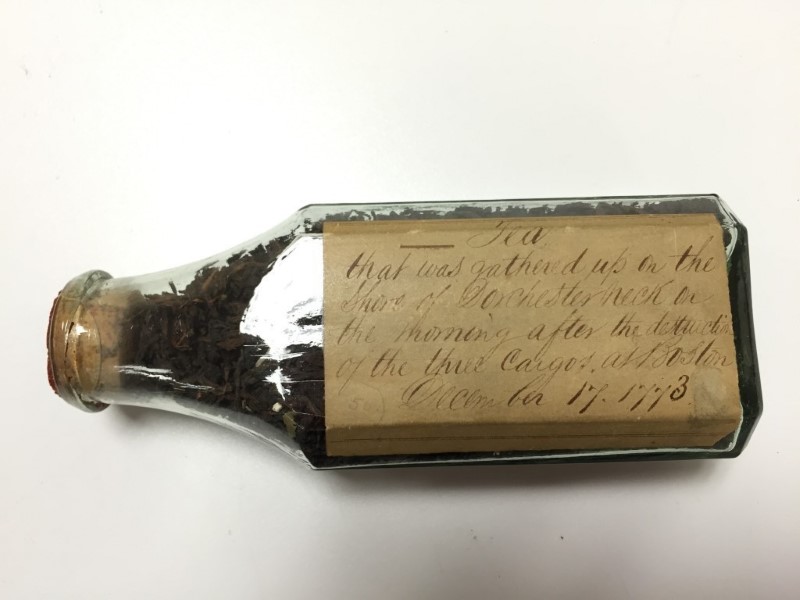 Tea
that was gathered up on the
Shore of Dorchester neck on
the morning after the destruction
of the three Cargos, at Boston
December 17. 1773